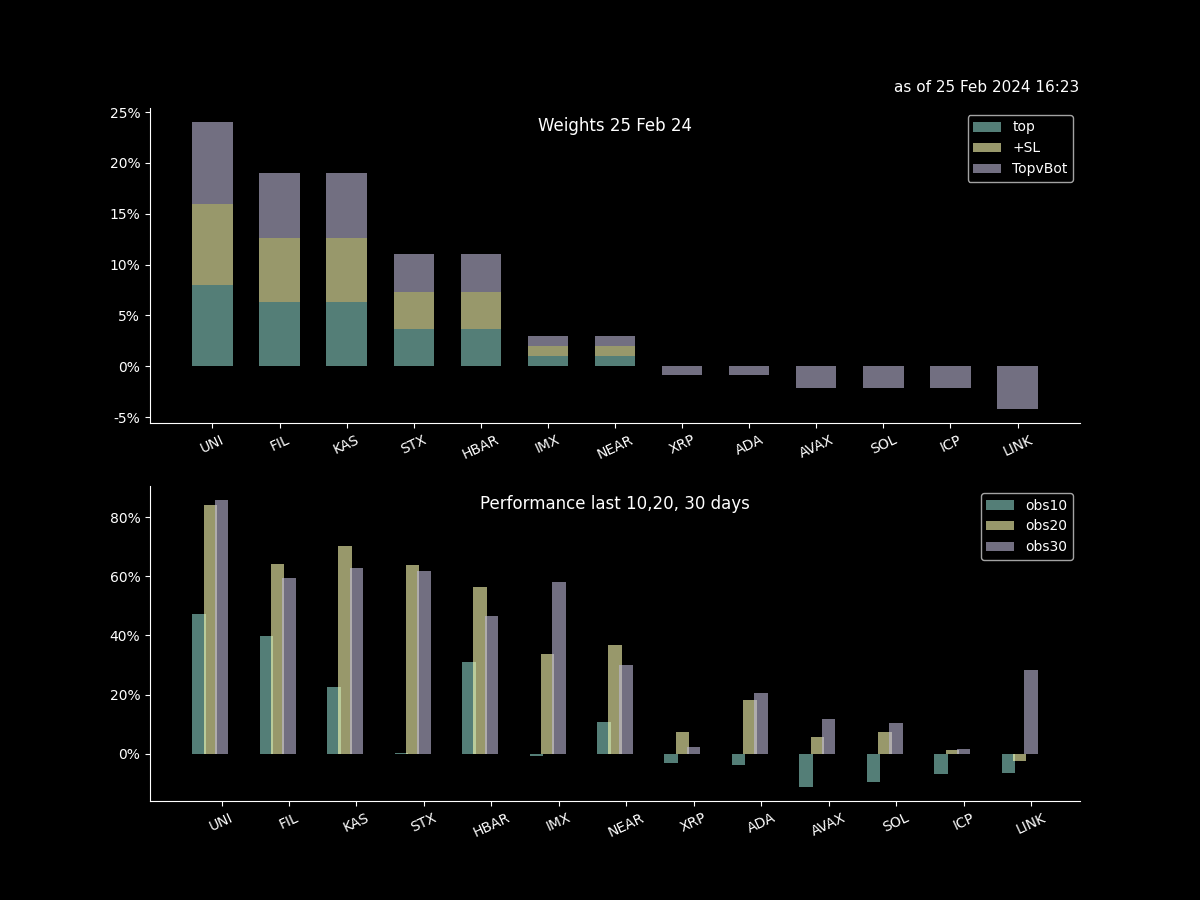 as of 25 Feb 2024 16:23
Weights 25 Feb 24
top
+SL
TopvBot
25%
20%
15%
10%
5%
0%
-5%
UNI FIL KAS STX HBAR IMX NEAR XRP ADA AVAX SOL ICP LINK
Performance last 10,20, 30 days
obs10
obs20
obs30
80%
60%
40%
20%
0%
UNI FIL KAS STX HBAR IMX NEAR XRP ADA AVAX SOL ICP LINK